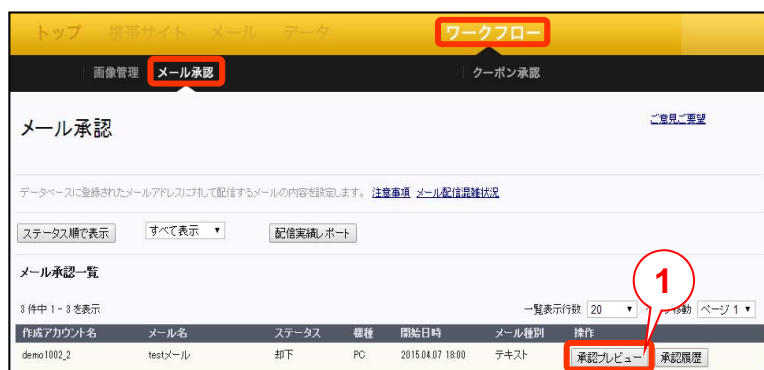 トップ 携帯サイト メール データ ワークフロー
画像管理 メール承認 クーポン承認
メール承認 ご意見ご要望
データベースに登録されたメールアドレスに対して配信するメールの内容を設定します。 注意事項 メール配信混雑状況
ステータス順で表示 すべて表示 ▼ 配信実績レポート
メール承認一覧
1
3 件中 1 - 3 を表示 一覧表示行数 20 ▼ 移動 ページ 1 ▼
作成アカウント名 メール名 ステータス 機種 開始日時 メール種別 操作
demo1002_2 testメール 却下 PC 2015.04.07 18:00 テキスト 承認プレビュー 承認履歴